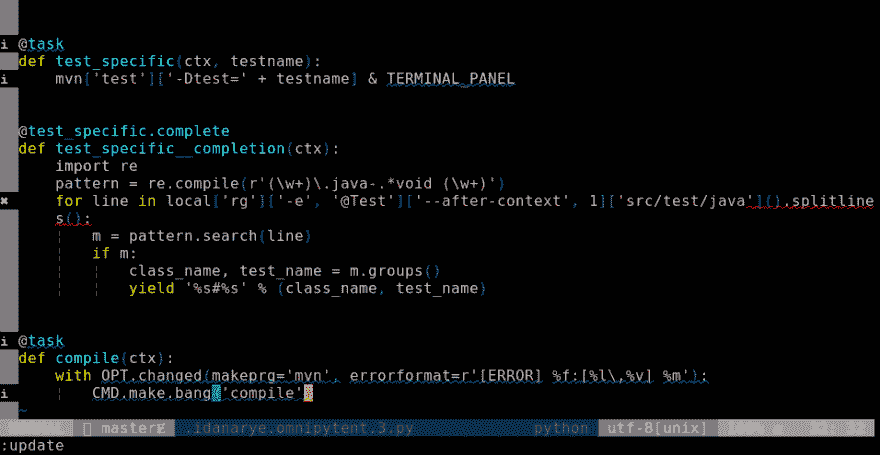 i @task
def test_specific(ctx, testname):
i mvn['test']['-Dtest=' + testname] & TERMINAL_PANEL
@test_specific.complete
def test_specific__completion(ctx):
import re
pattern = re.compile(r'(\w+)\.java-.*void (\w+)')
✖ for line in local['rg']['-e', '@Test']['--after-context', 1]['src/test/java']().splitline
s():
m = pattern.search(line)
if m:
class_name, test_name = m.groups()
yield '%s#%s' % (class_name, test_name)
i @task
def compile(ctx):
with OPT.changed(makeprg='mvn', errorformat=r'[ERROR] %f:[%l\,%v] %m'):
i CMD.make.bang('compile')
~
master .idanarye.omnipytent.3.py python utf-8[unix]
:update